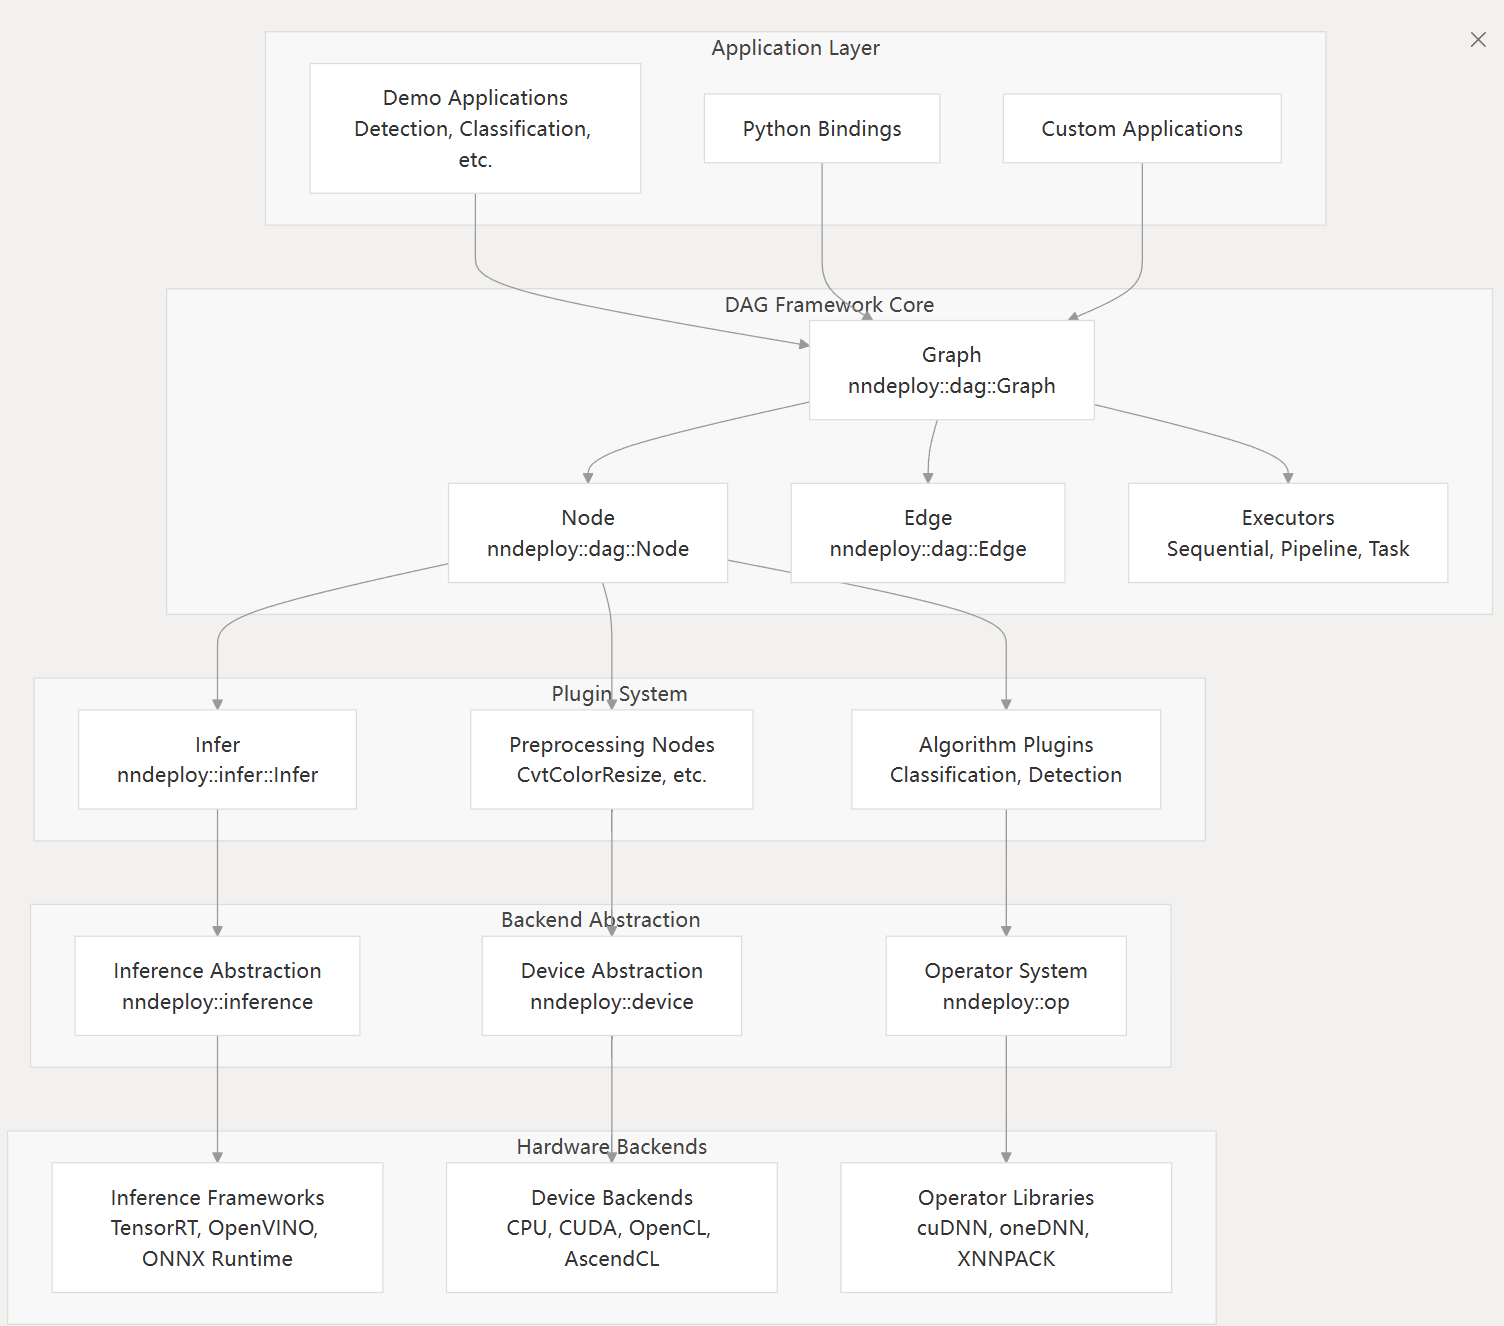 Application Layer
Demo Applications
Detection, Classification,
etc.
Python Bindings
Custom Applications
DAG Framework Core
Graph
nndeploy::dag::Graph
Node
nndeploy::dag::Node
Edge
nndeploy::dag::Edge
Executors
Sequential, Pipeline, Task
Plugin System
Infer
nndeploy::infer::Infer
Preprocessing Nodes
CvtColorResize, etc.
Algorithm Plugins
Classification, Detection
Backend Abstraction
Inference Abstraction
nndeploy::inference
Device Abstraction
nndeploy::device
Operator System
nndeploy::op
Hardware Backends
Inference Frameworks
TensorRT, OpenVINO,
ONNX Runtime
Device Backends
CPU, CUDA, OpenCL,
AscendCL
Operator Libraries
cuDNN, oneDNN,
XNNPACK